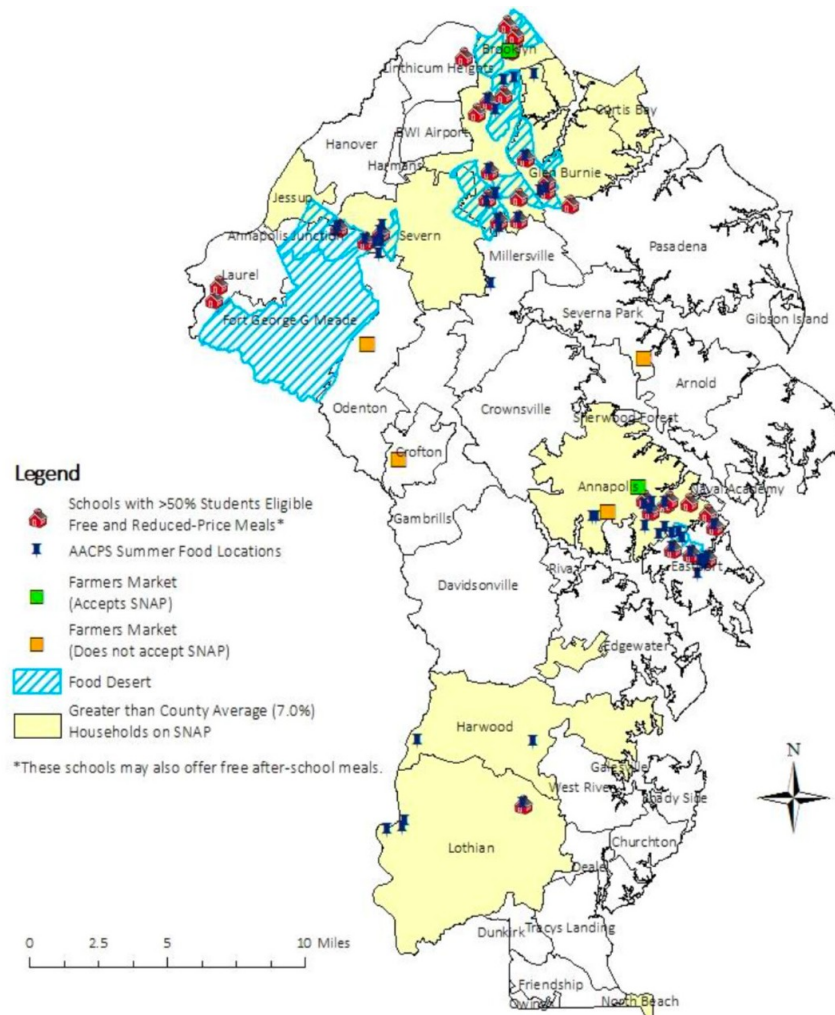 Brooklyn
Linthicum Heights
Curtis Bay
BWI Airport
Hanover
Harmans
Glen Burnie
Jessup
Annapolis Junction
Severn
Pasadena
Millersville
Laurel
Severna Park
Fort George G Meade
Gibson Island
Arnold
Odenton
Crownsville
Sherwood Forest
Crofton
Annapolis
Naval Academy
Gambrills
Riva
Eastport
Davidsonville
Edgewater
Harwood
Galesville
West River
Shady Side
Lothian
Churchton
Deale
Dunkirk
Tracys Landing
Friendship
Owings
North Beach
Legend
Schools with >50% Students Eligible
Free and Reduced-Price Meals*
AACPS Summer Food Locations
Farmers Market
(Accepts SNAP)
Farmers Market
(Does not accept SNAP)
Food Desert
Greater than County Average (7.0%)
Households on SNAP
*These schools may also offer free after-school meals.
N
0 2.5 5 10 Miles